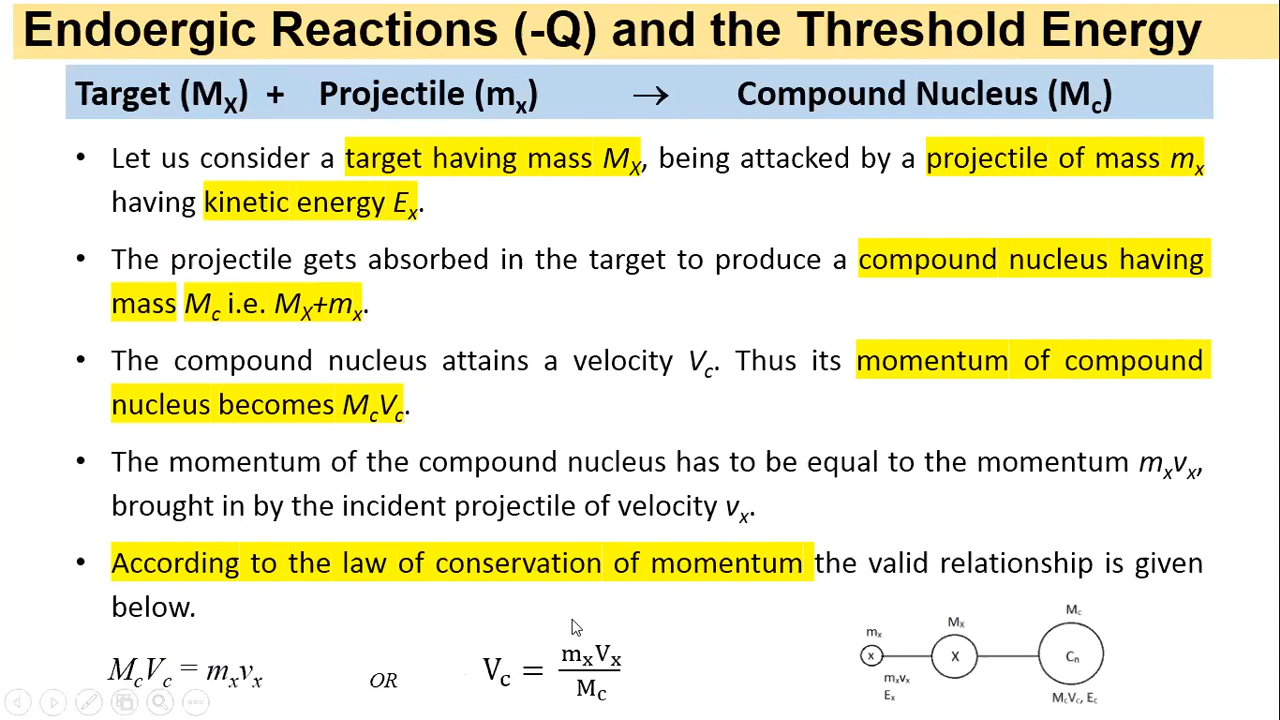 Endoergic Reactions (-Q) and the Threshold Energy
Target (MX) + Projectile (mx) → Compound Nucleus (Mc)
• Let us consider a target having mass MX, being attacked by a projectile of mass mx
having kinetic energy Ex.
• The projectile gets absorbed in the target to produce a compound nucleus having
mass Mc i.e. MX+mx.
• The compound nucleus attains a velocity Vc. Thus its momentum of compound
nucleus becomes McVc.
• The momentum of the compound nucleus has to be equal to the momentum mxvx,
brought in by the incident projectile of velocity vx.
• According to the law of conservation of momentum the valid relationship is given
below.
McVc = mxvx OR Vc = mxVx / Mc
mx
Mx
Mc
x
X
Cn
mxvx
Ex
McVc, Ec